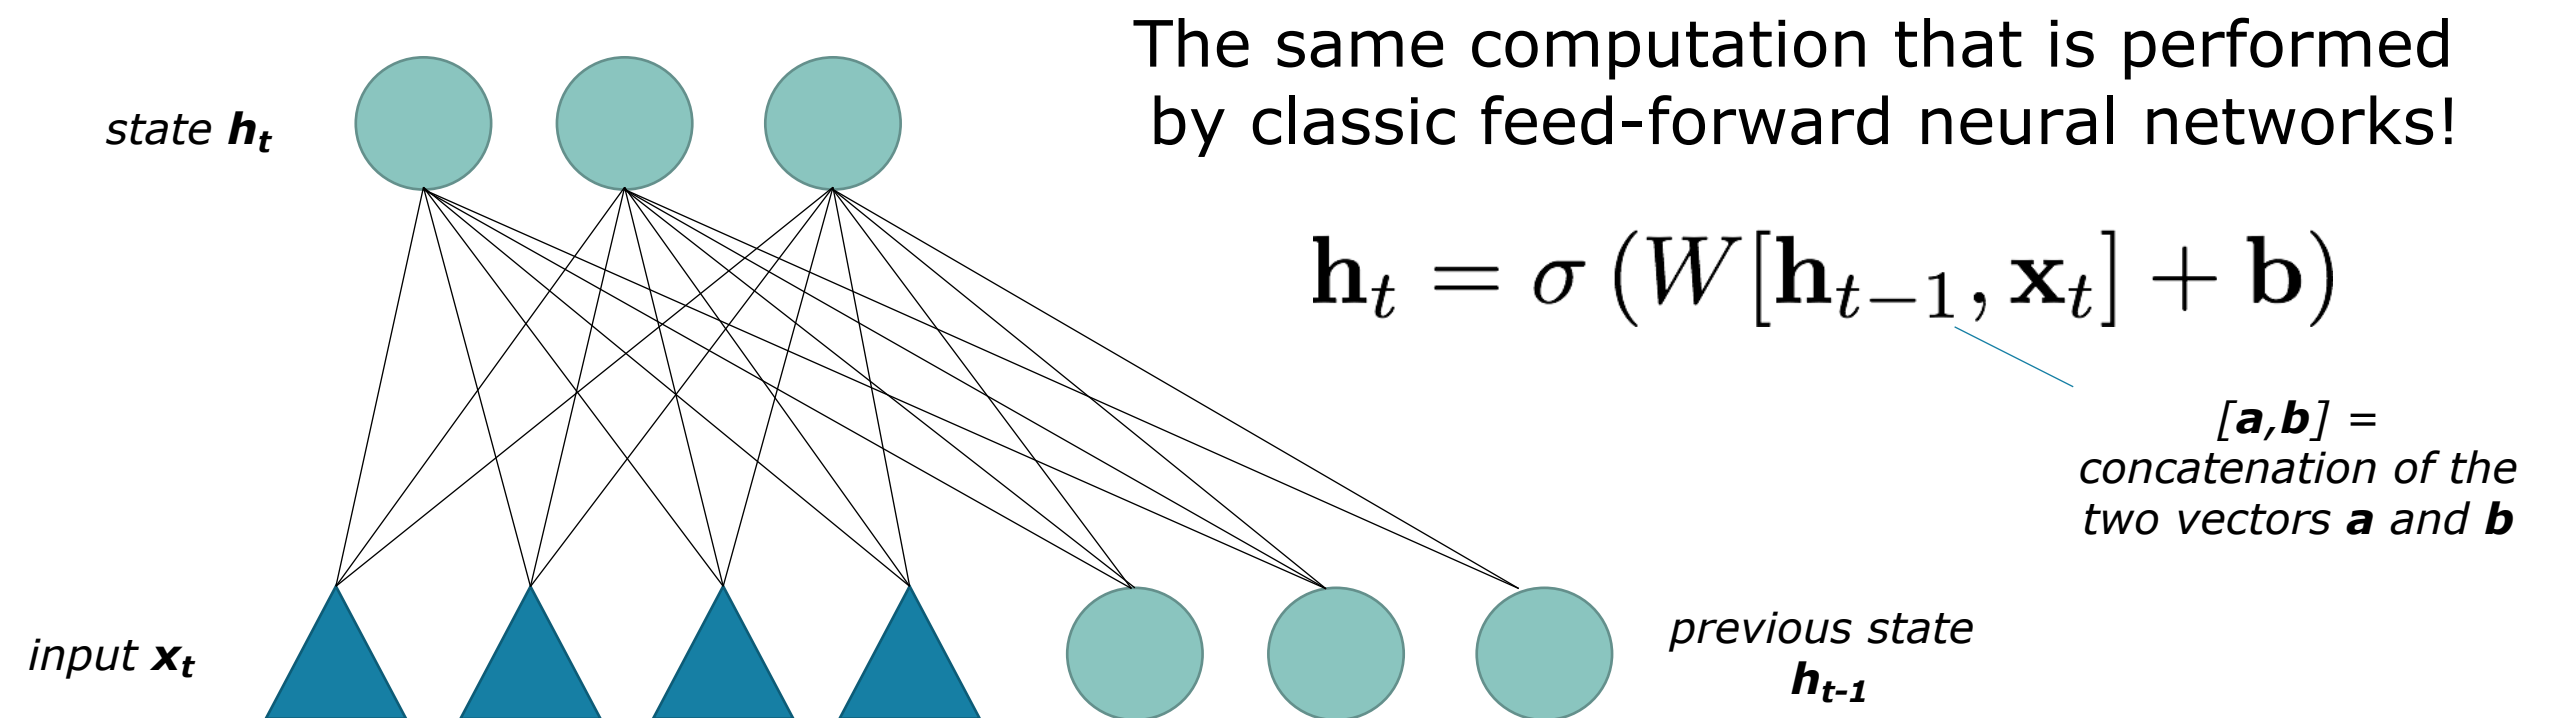 The same computation that is performed
by classic feed-forward neural networks!
state h_t
h_t = σ (W[h_{t−1}, x_t] + b)
[a,b] =
concatenation of the
two vectors a and b
input x_t
previous state
h_{t-1}